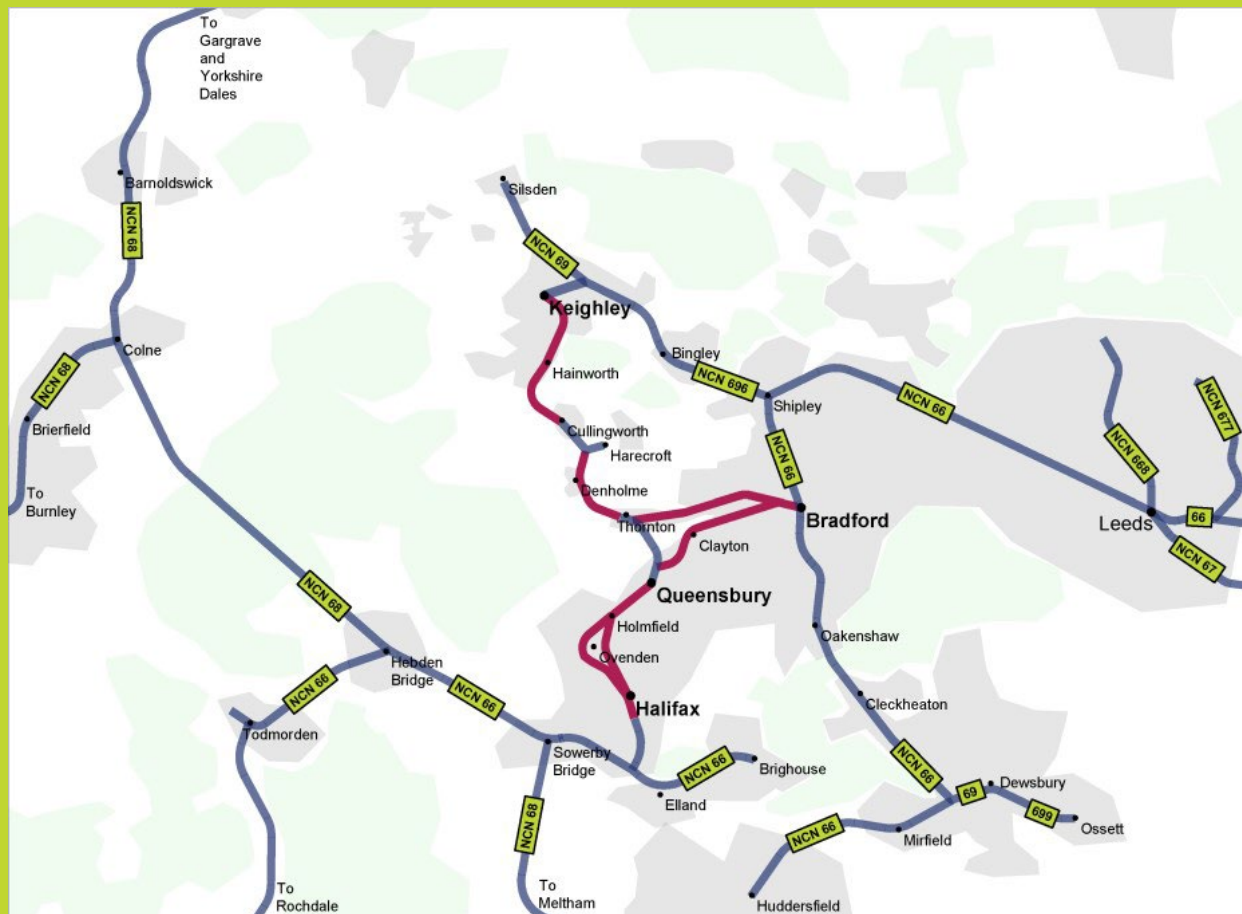 To
Gargrave
and
Yorkshire
Dales
Barnoldswick
NCN 68
Silsden
NCN 69
Keighley
Colne
NCN 68
Brierfield
To
Burnley
Hainworth
Bingley
NCN 696
Shipley
NCN 66
NCN 677
NCN 668
Cullingworth
Harecroft
NCN 66
Denholme
Thornton
Bradford
Leeds
66
NCN 67
Clayton
Queensbury
NCN 68
Holmfield
Oakenshaw
Hebden
Bridge
Ovenden
NCN 66
NCN 66
Halifax
Cleckheaton
Todmorden
Sowerby
Bridge
NCN 66
Brighouse
NCN 66
Elland
69
Dewsbury
699
Ossett
NCN 68
NCN 66
Mirfield
To
Rochdale
To
Meltham
Huddersfield